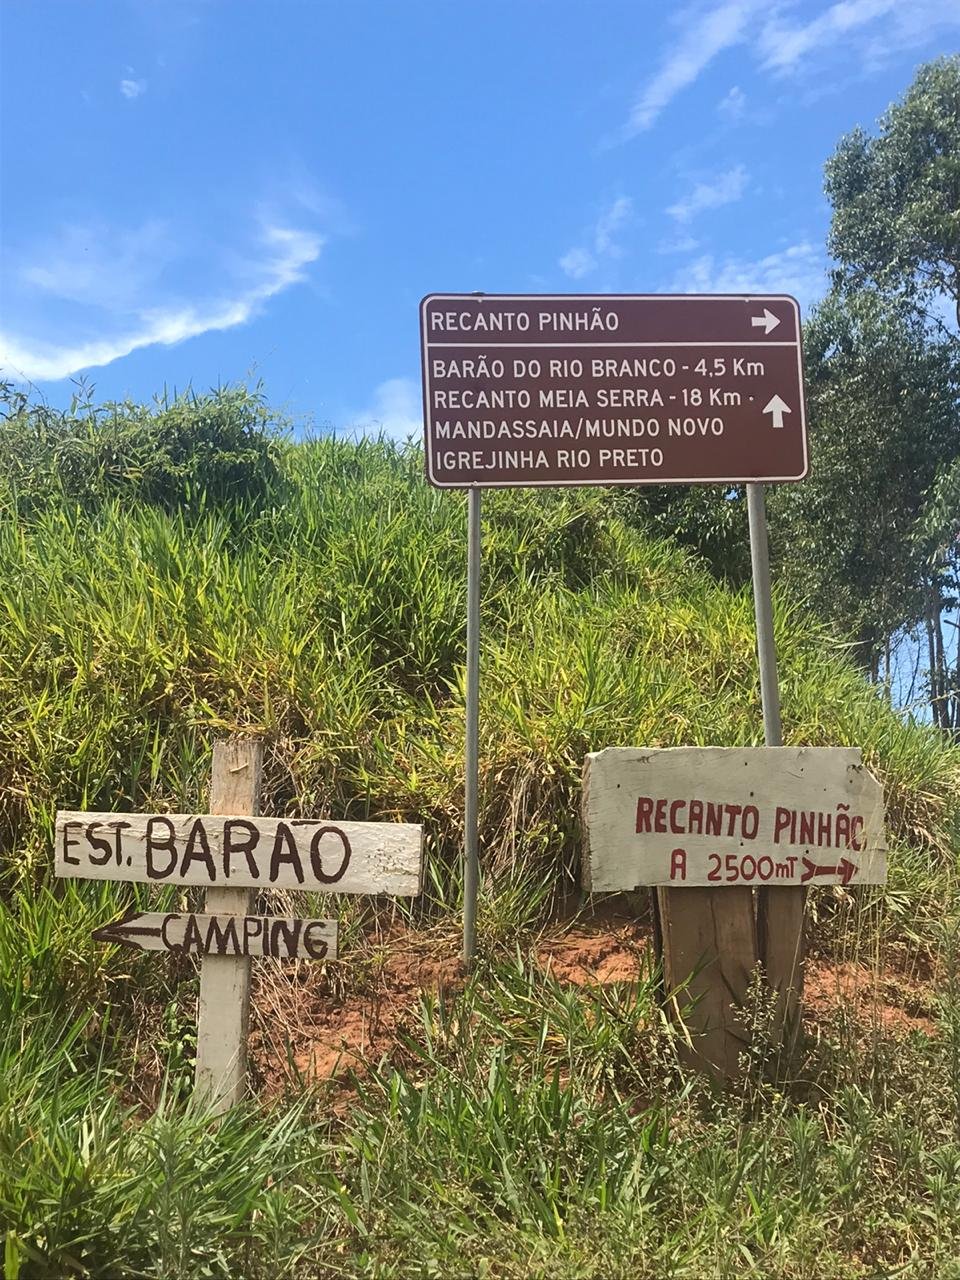 RECANTO PINHÃO
BARÃO DO RIO BRANCO - 4,5 Km
RECANTO MEIA SERRA - 18 Km
MANDASSAIA/MUNDO NOVO
IGREJINHA RIO PRETO
EST. BARÃO
CAMPING
RECANTO PINHÃO
A 2500mT